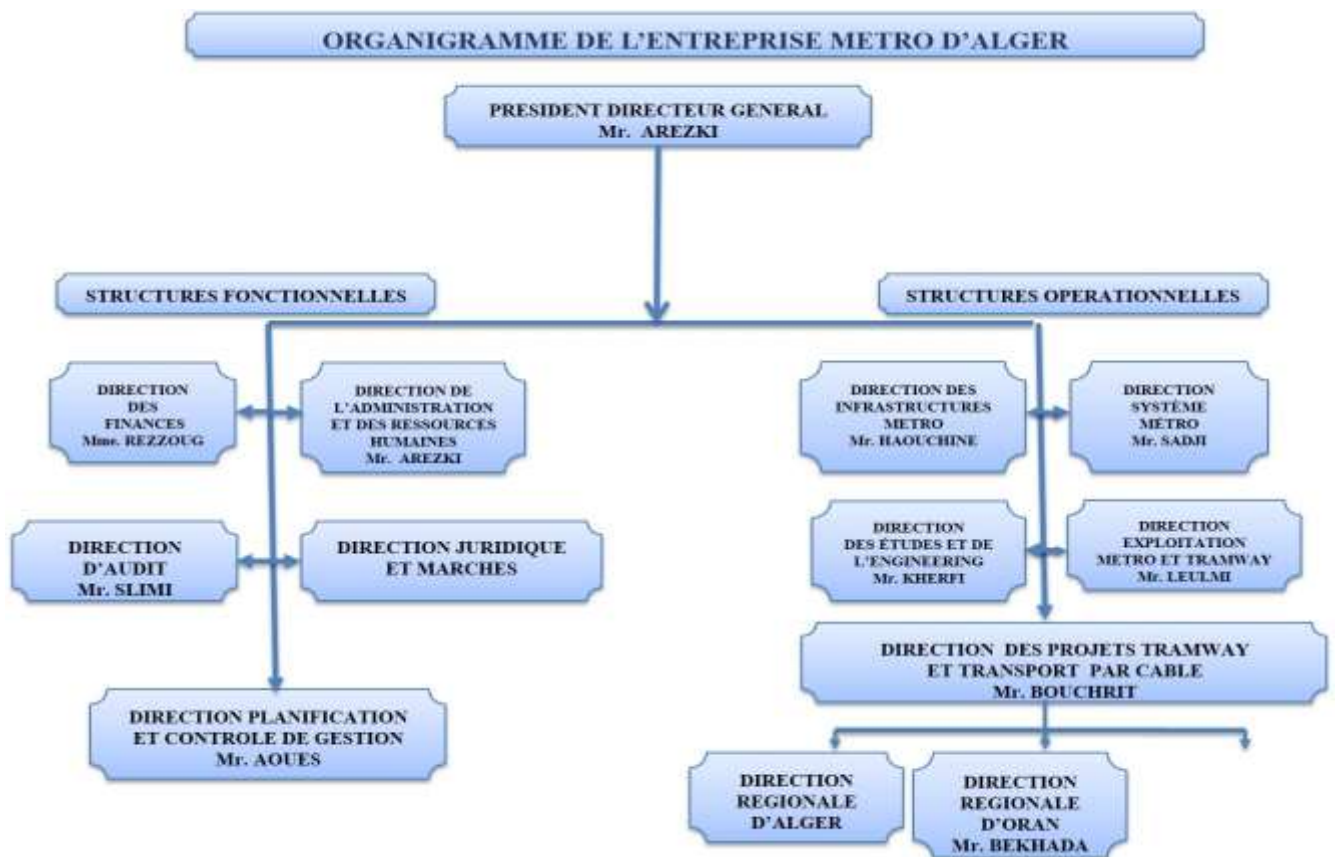 ORGANIGRAMME DE L'ENTREPRISE METRO D'ALGER
PRESIDENT DIRECTEUR GENERAL
Mr. AREZKI
STRUCTURES FONCTIONNELLES
STRUCTURES OPERATIONNELLES
DIRECTION
DES
FINANCES
Mme. REZZOUG
DIRECTION DE
L'ADMINISTRATION
ET DES RESSOURCES
HUMAINES
Mr. AREZKI
DIRECTION DES
INFRASTRUCTURES
METRO
Mr. HAOUCHINE
DIRECTION
SYSTÈME
MÉTRO
Mr. SADJI
DIRECTION
D'AUDIT
Mr. SLIMI
DIRECTION JURIDIQUE
ET MARCHES
DIRECTION
DES ÉTUDES ET DE
L'ENGINEERING
Mr. KHERFI
DIRECTION
EXPLOITATION
METRO ET TRAMWAY
Mr. LEULMI
DIRECTION PLANIFICATION
ET CONTROLE DE GESTION
Mr. AOUES
DIRECTION DES PROJETS TRAMWAY
ET TRANSPORT PAR CABLE
Mr. BOUCHRIT
DIRECTION
REGIONALE
D'ALGER
DIRECTION
REGIONALE
D'ORAN
Mr. BEKHADA